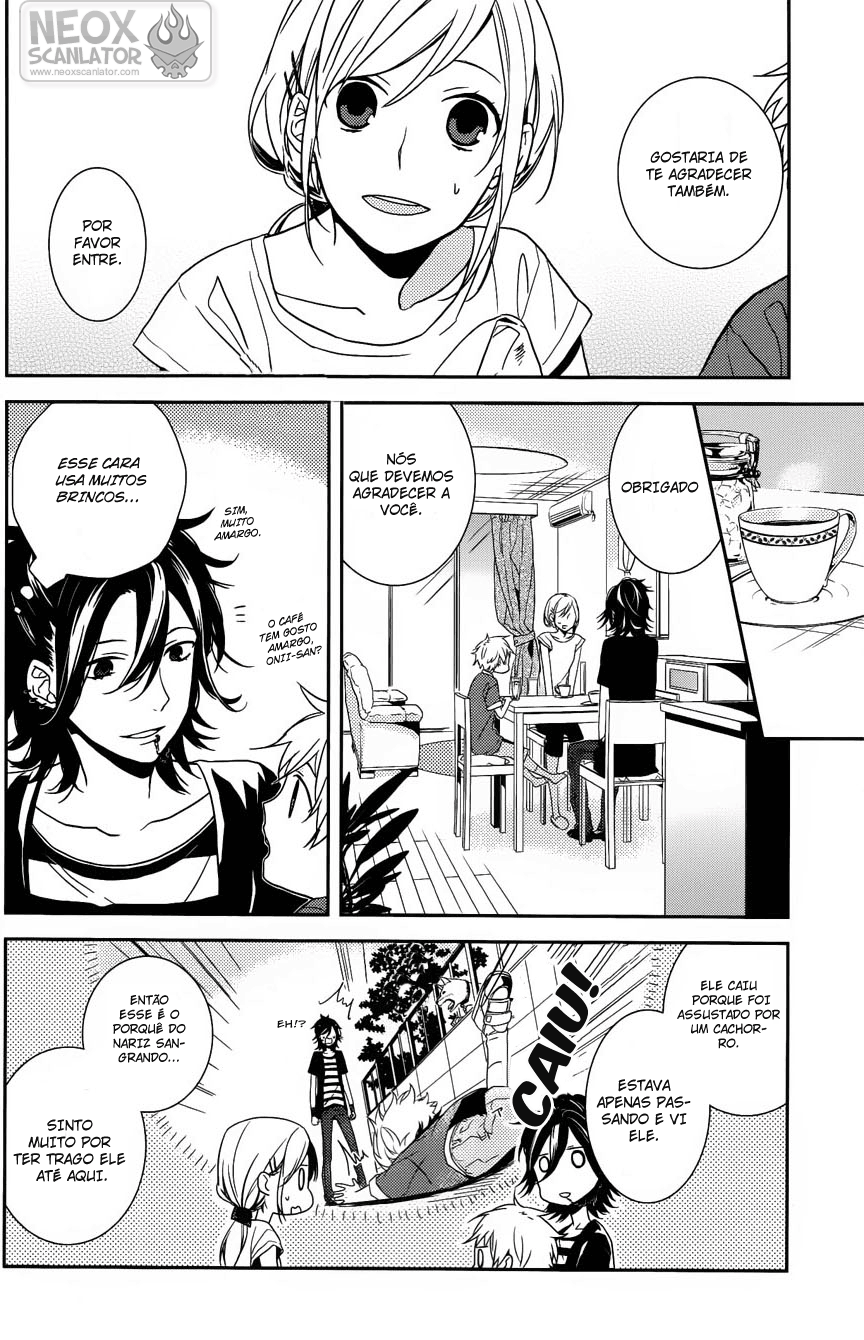 NEOX
SCANLATOR
www.neoxscanlator.com
GOSTARIA DE
TE AGRADECER
TAMBÉM.
POR
FAVOR
ENTRE.
OBRIGADO
NÓS
QUE DEVEMOS
AGRADECER A
VOCÊ.
ESSE CARA
USA MUITOS
BRINCOS...
O CAFÉ
TEM GOSTO
AMARGO,
ONII-SAN?
SIM,
MUITO
AMARGO.
ELE CAIU
PORQUE FOI
ASSUSTADO POR
UM CACHOR-
RO.
ESTAVA
APENAS PAS-
SANDO E VI
ELE.
CAIU!
EH!?
ENTÃO
ESSE É O
PORQUÊ DO
NARIZ SAN-
GRANDO...
SINTO
MUITO POR
TER TRAGO ELE
ATÉ AQUI.